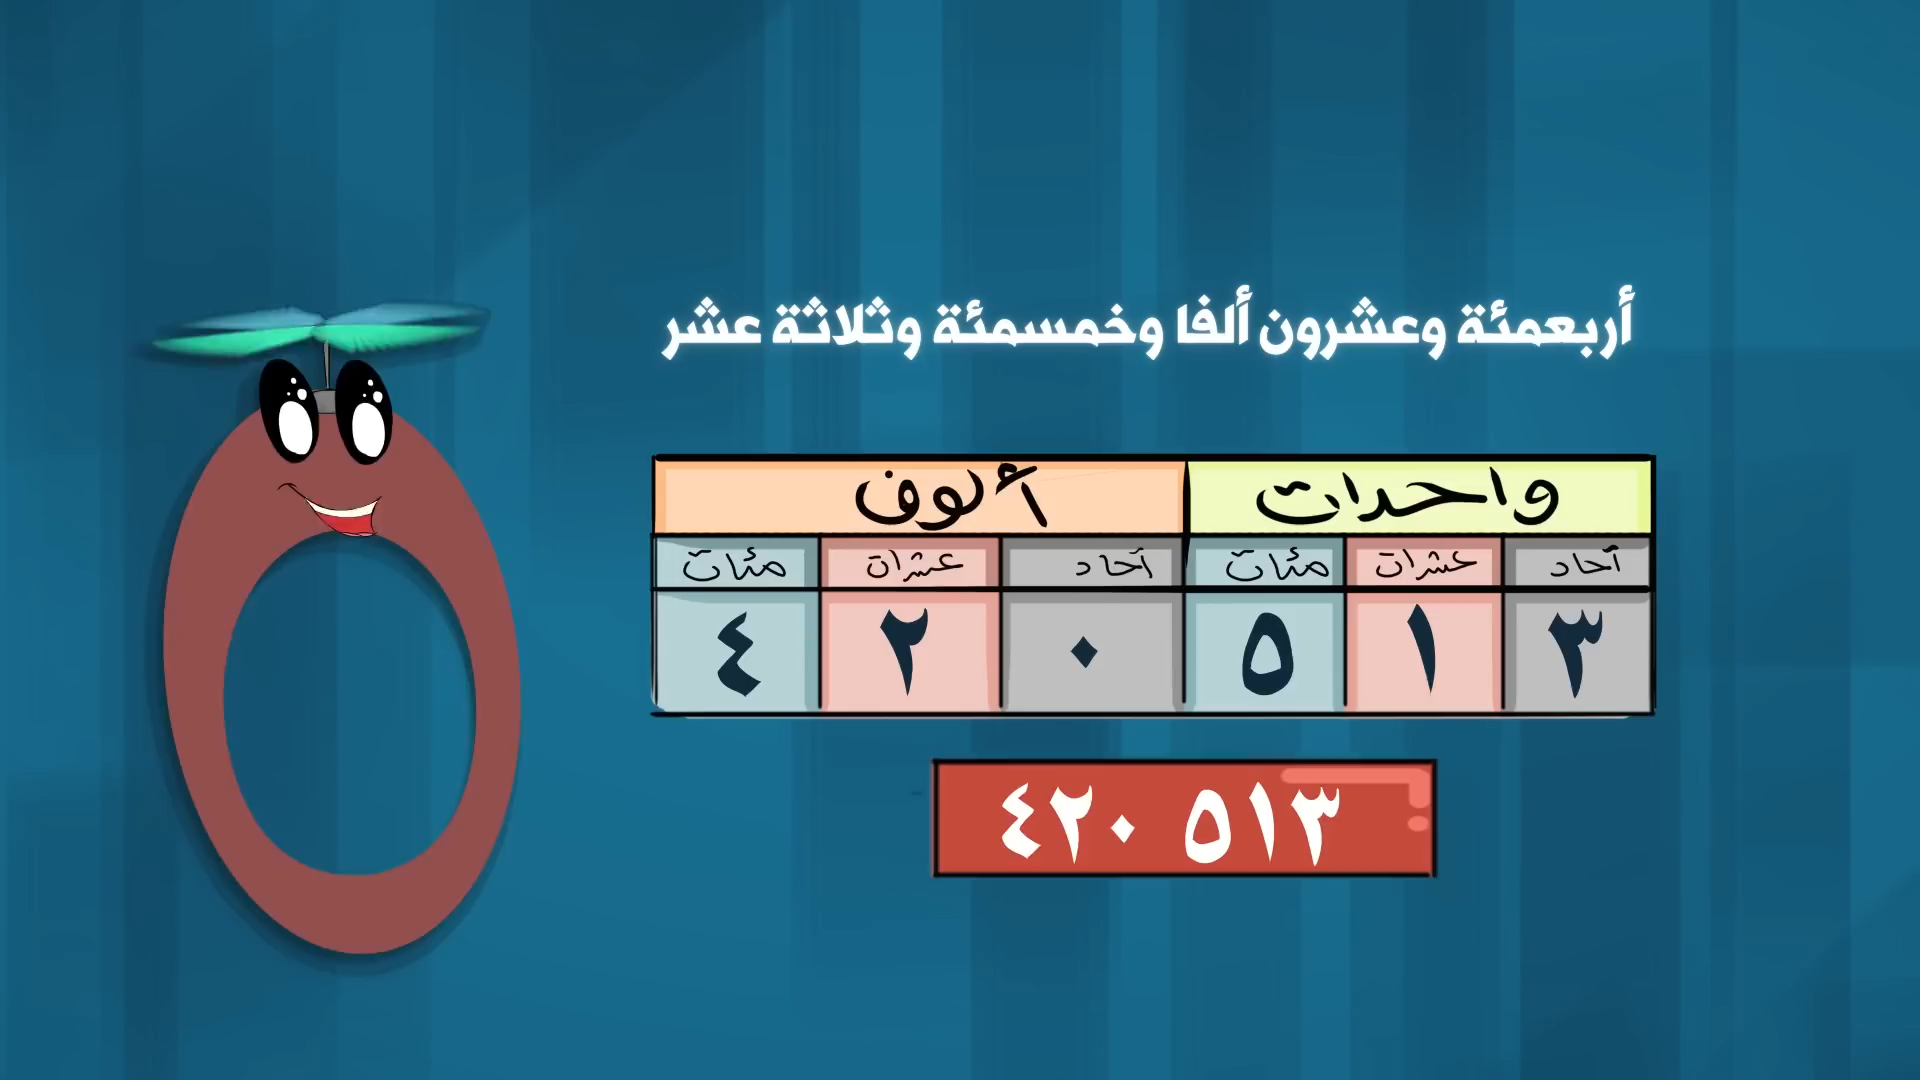 أربعمئة وعشرون ألفا وخمسمئة وثلاثة عشر
واحدات ألوف
آحاد عشرات مئات آحاد عشرات مئات
٣ ١ ٥ ٠ ٢ ٤
٤٢٠ ٥١٣